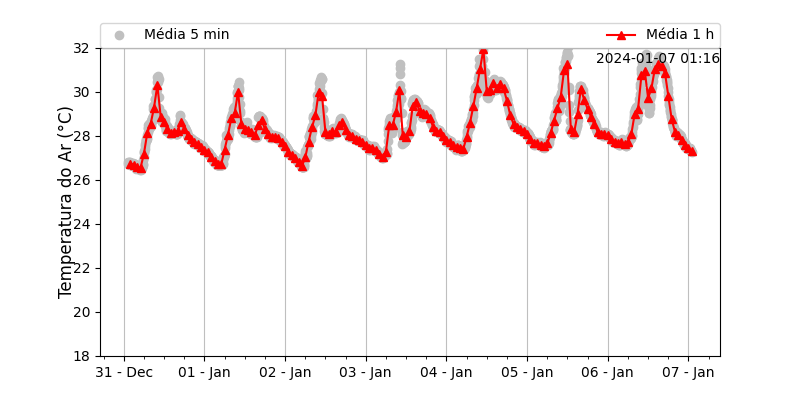 Média 5 min
Média 1 h
2024-01-07 01:16
Temperatura do Ar (°C)
32
30
28
26
24
22
20
18
31 - Dec
01 - Jan
02 - Jan
03 - Jan
04 - Jan
05 - Jan
06 - Jan
07 - Jan